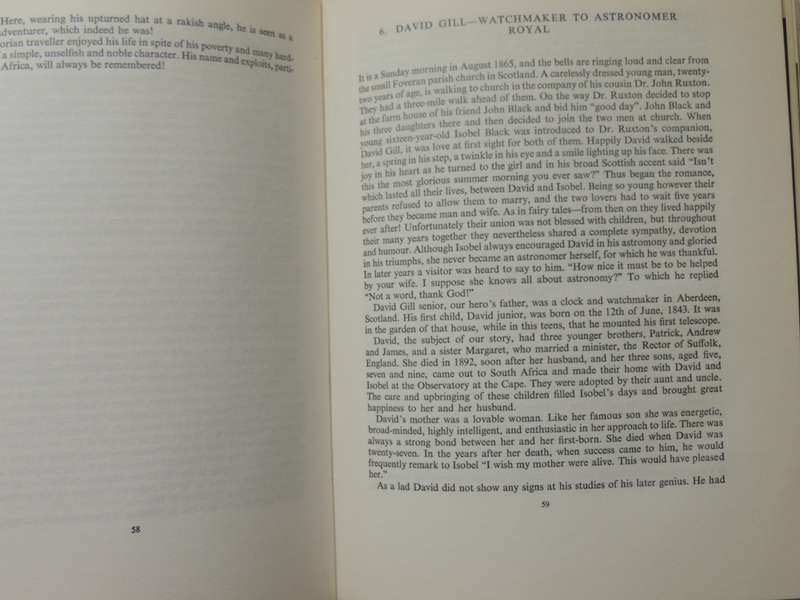 Here, wearing his upturned hat at a rakish angle, he is seen as a
dventurer, which indeed he was!
orian traveller enjoyed his life in spite of his poverty and many hard-
a simple, unselfish and noble character. His name and exploits, parti-
Africa, will always be remembered!
58
6. DAVID GILL—WATCHMAKER TO ASTRONOMER
ROYAL
It is a Sunday morning in August 1865, and the bells are ringing loud and clear from
the small Foveran parish church in Scotland. A carelessly dressed young man, twenty-
two years of age, is walking to church in the company of his cousin Dr. John Ruxton.
They had a three-mile walk ahead of them. On the way Dr. Ruxton decided to stop
at the farm house of his friend John Black and bid him “good day”. John Black and
his three daughters there and then decided to join the two men at church. When
young sixteen-year-old Isobel Black was introduced to Dr. Ruxton's companion,
David Gill, it was love at first sight for both of them. Happily David walked beside
her, a spring in his step, a twinkle in his eye and a smile lighting up his face. There was
joy in his heart as he turned to the girl and in his broad Scottish accent said “Isn't
this the most glorious summer morning you ever saw?” Thus began the romance,
which lasted all their lives, between David and Isobel. Being so young however their
parents refused to allow them to marry, and the two lovers had to wait five years
before they became man and wife. As in fairy tales—from then on they lived happily
ever after! Unfortunately their union was not blessed with children, but throughout
their many years together they nevertheless shared a complete sympathy, devotion
and humour. Although Isobel always encouraged David in his astromony and gloried
in his triumphs, she never became an astronomer herself, for which he was thankful.
In later years a visitor was heard to say to him. “How nice it must be to be helped
by your wife. I suppose she knows all about astronomy?” To which he replied
“Not a word, thank God!”
David Gill senior, our hero's father, was a clock and watchmaker in Aberdeen,
Scotland. His first child, David junior, was born on the 12th of June, 1843. It was
in the garden of that house, while in this teens, that he mounted his first telescope.
David, the subject of our story, had three younger brothers, Patrick, Andrew
and James, and a sister Margaret, who married a minister, the Rector of Suffolk,
England. She died in 1892, soon after her husband, and her three sons, aged five,
seven and nine, came out to South Africa and made their home with David and
Isobel at the Observatory at the Cape. They were adopted by their aunt and uncle.
The care and upbringing of these children filled Isobel's days and brought great
happiness to her and her husband.
David's mother was a lovable woman. Like her famous son she was energetic,
broad-minded, highly intelligent, and enthusiastic in her approach to life. There was
always a strong bond between her and her first-born. She died when David was
twenty-seven. In the years after her death, when success came to him, he would
frequently remark to Isobel “I wish my mother were alive. This would have pleased
her.”
As a lad David did not show any signs at his studies of his later genius. He had
59